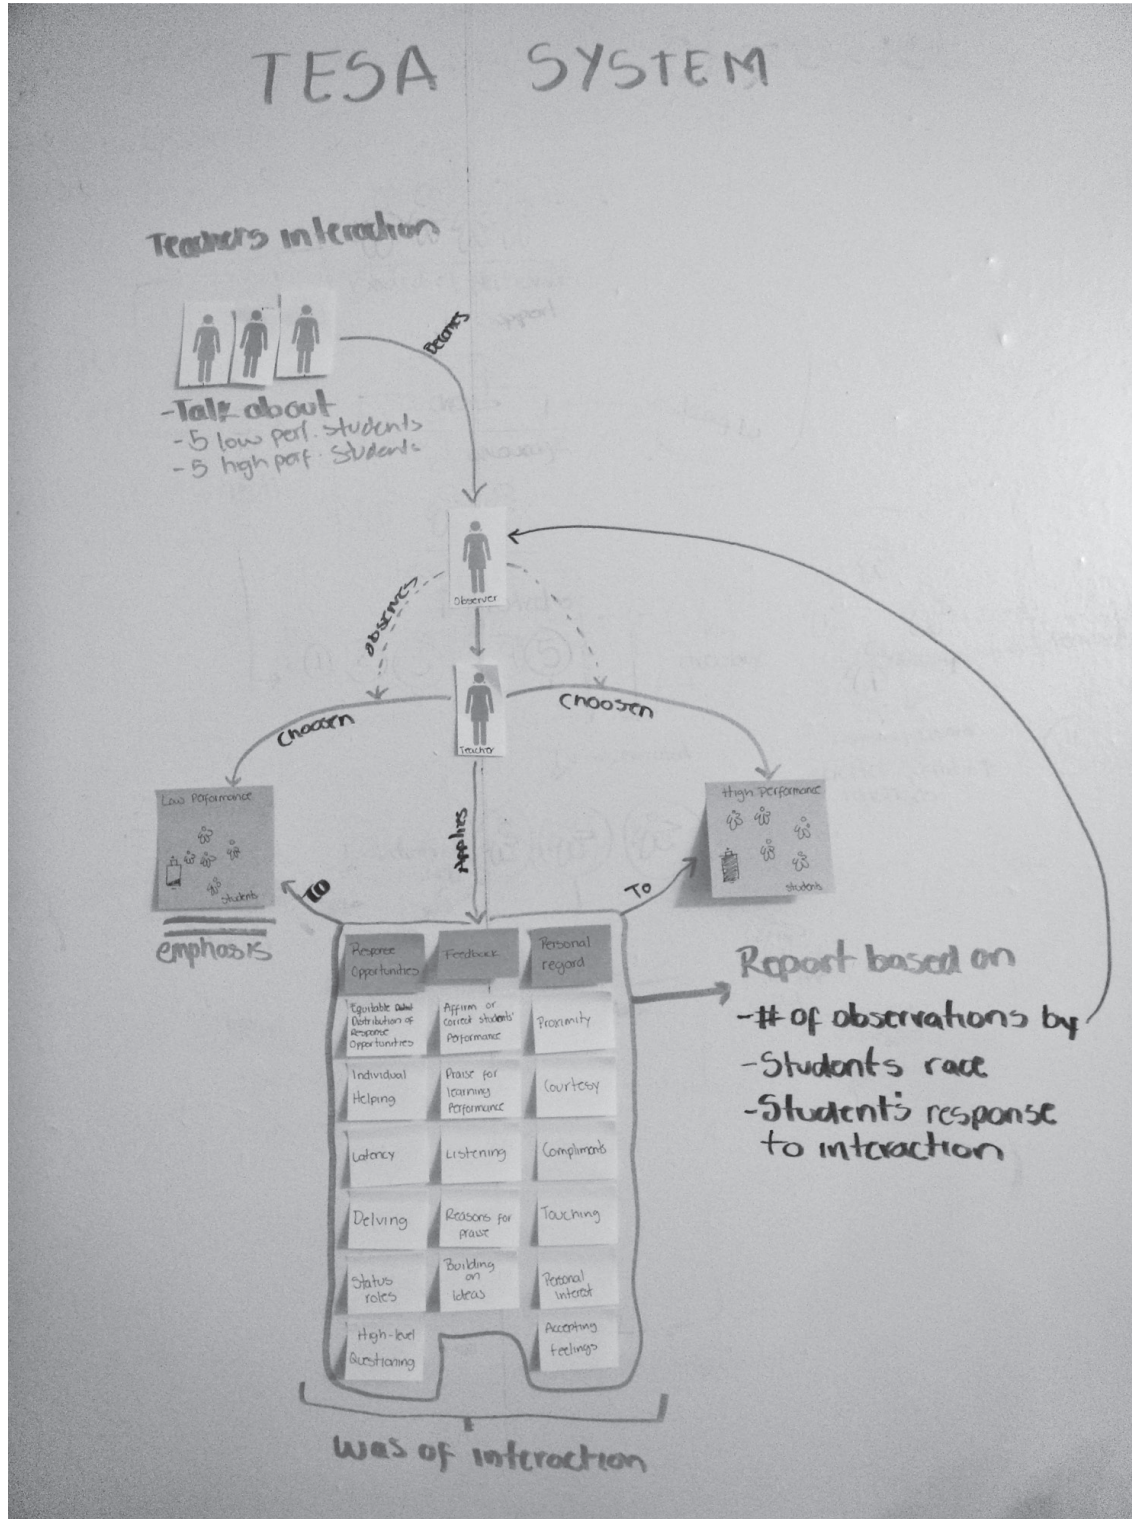 TESA SYSTEM
Teachers interaction
Becomes
-Talk about
-5 low perf. students
-5 high perf. students
Observer
observes
Teacher
Choosen
Choosen
Low Performance
students
emphasis
High Performance
students
Applies
To
To
Response
Opportunities
Feedback
Personal
regard
Equitable
Distribution of
Response
Opportunities
Affirm or
correct students'
Performance
Proximity
Individual
Helping
Praise for
learning
Performance
Courtesy
Latency
Listening
Compliments
Delving
Reasons for
praise
Touching
Status
roles
Building
on
Ideas
Personal
interest
High-level
Questioning
Accepting
Feelings
was of interaction
Report based on
-# of observations by
-Students race
-Student's response
to interaction